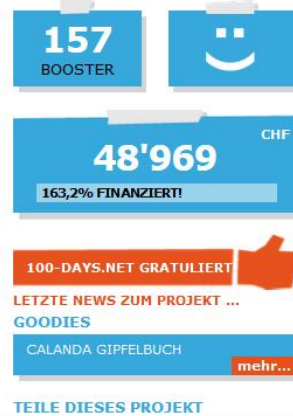 157
BOOSTER
CHF
48'969
163,2% FINANZIERT!
100-DAYS.NET GRATULIERT
LETZTE NEWS ZUM PROJEKT ...
GOODIES
CALANDA GIPFELBUCH
mehr...
TEILE DIESES PROJEKT